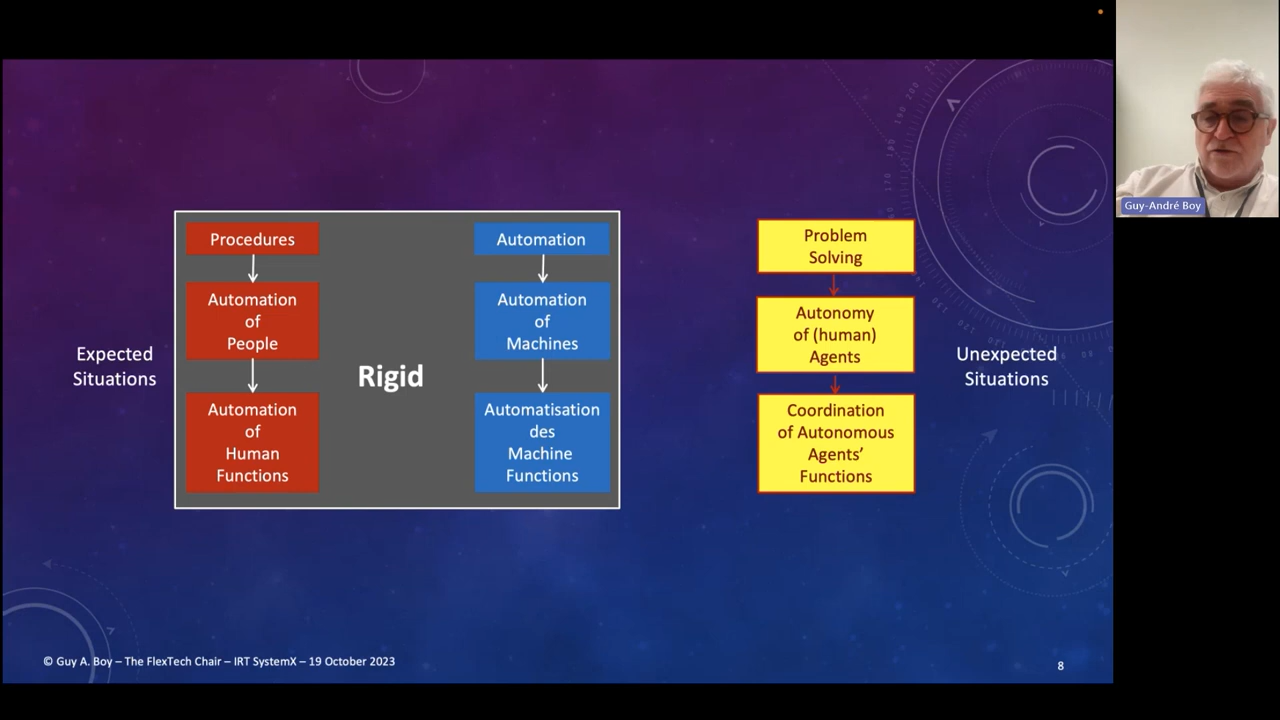 Guy-André Boy
Expected
Situations
Procedures
Automation
of
People
Automation
of
Human
Functions
Rigid
Automation
Automation
of
Machines
Automatisation
des
Machine
Functions
Problem
Solving
Autonomy
of (human)
Agents
Coordination
of Autonomous
Agents’
Functions
Unexpected
Situations
© Guy A. Boy – The FlexTech Chair – IRT SystemX – 19 October 2023
8